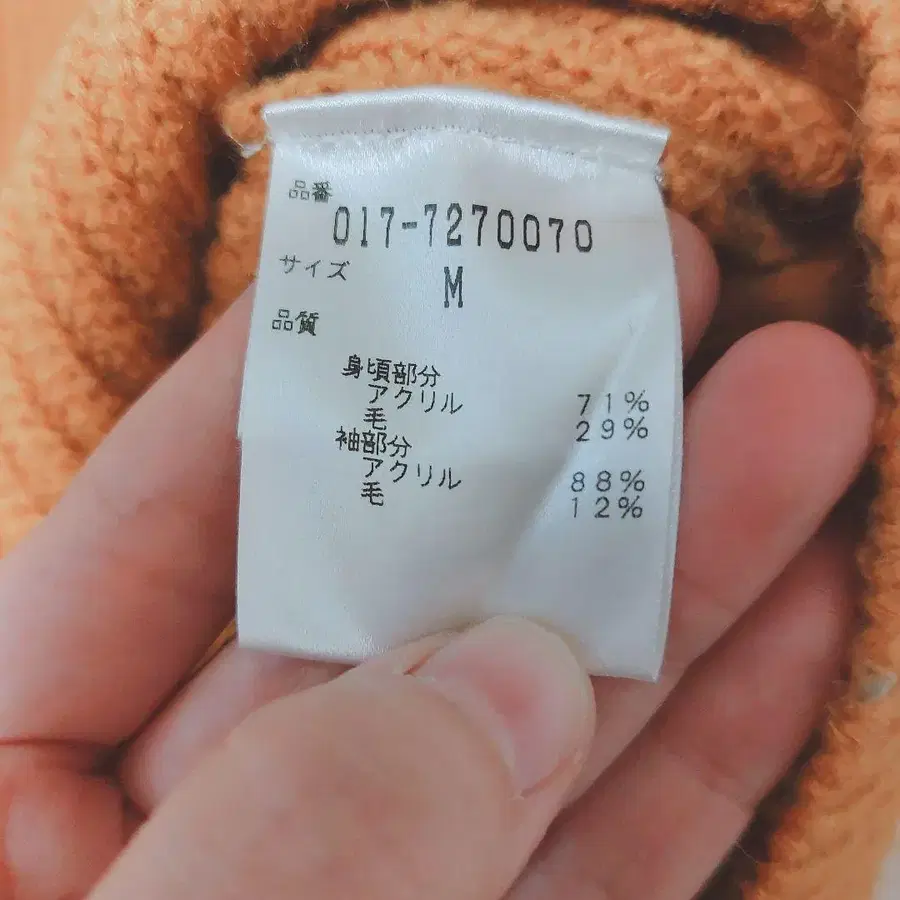 品番
017-7270070
サイズ
M
品質
身頃部分
アクリル 71%
毛 29%
袖部分
アクリル 88%
毛 12%